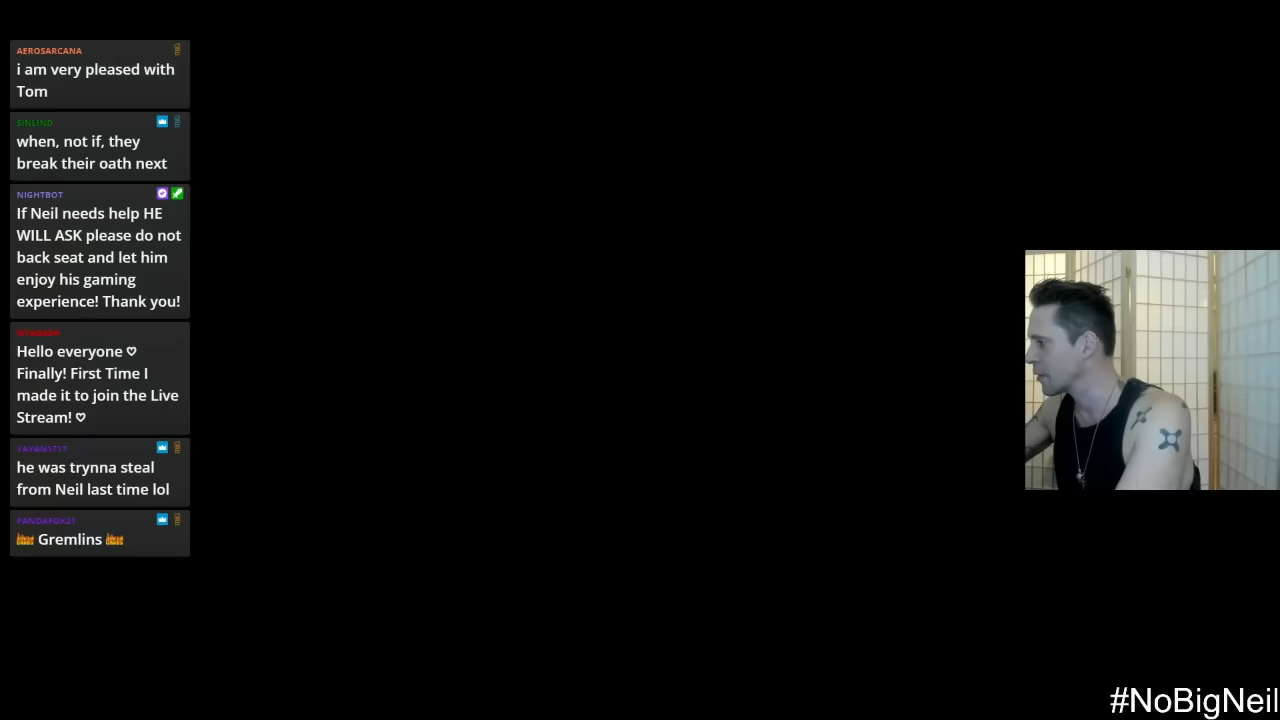 AEROSARCANA
i am very pleased with
Tom
SINLIND
when, not if, they
break their oath next
NIGHTBOT
If Neil needs help HE
WILL ASK please do not
back seat and let him
enjoy his gaming
experience! Thank you!
Hello everyone ♡
Finally! First Time I
made it to join the Live
Stream! ♡
he was trynna steal
from Neil last time lol
PANDAFOX21
Gremlins
#NoBigNeil